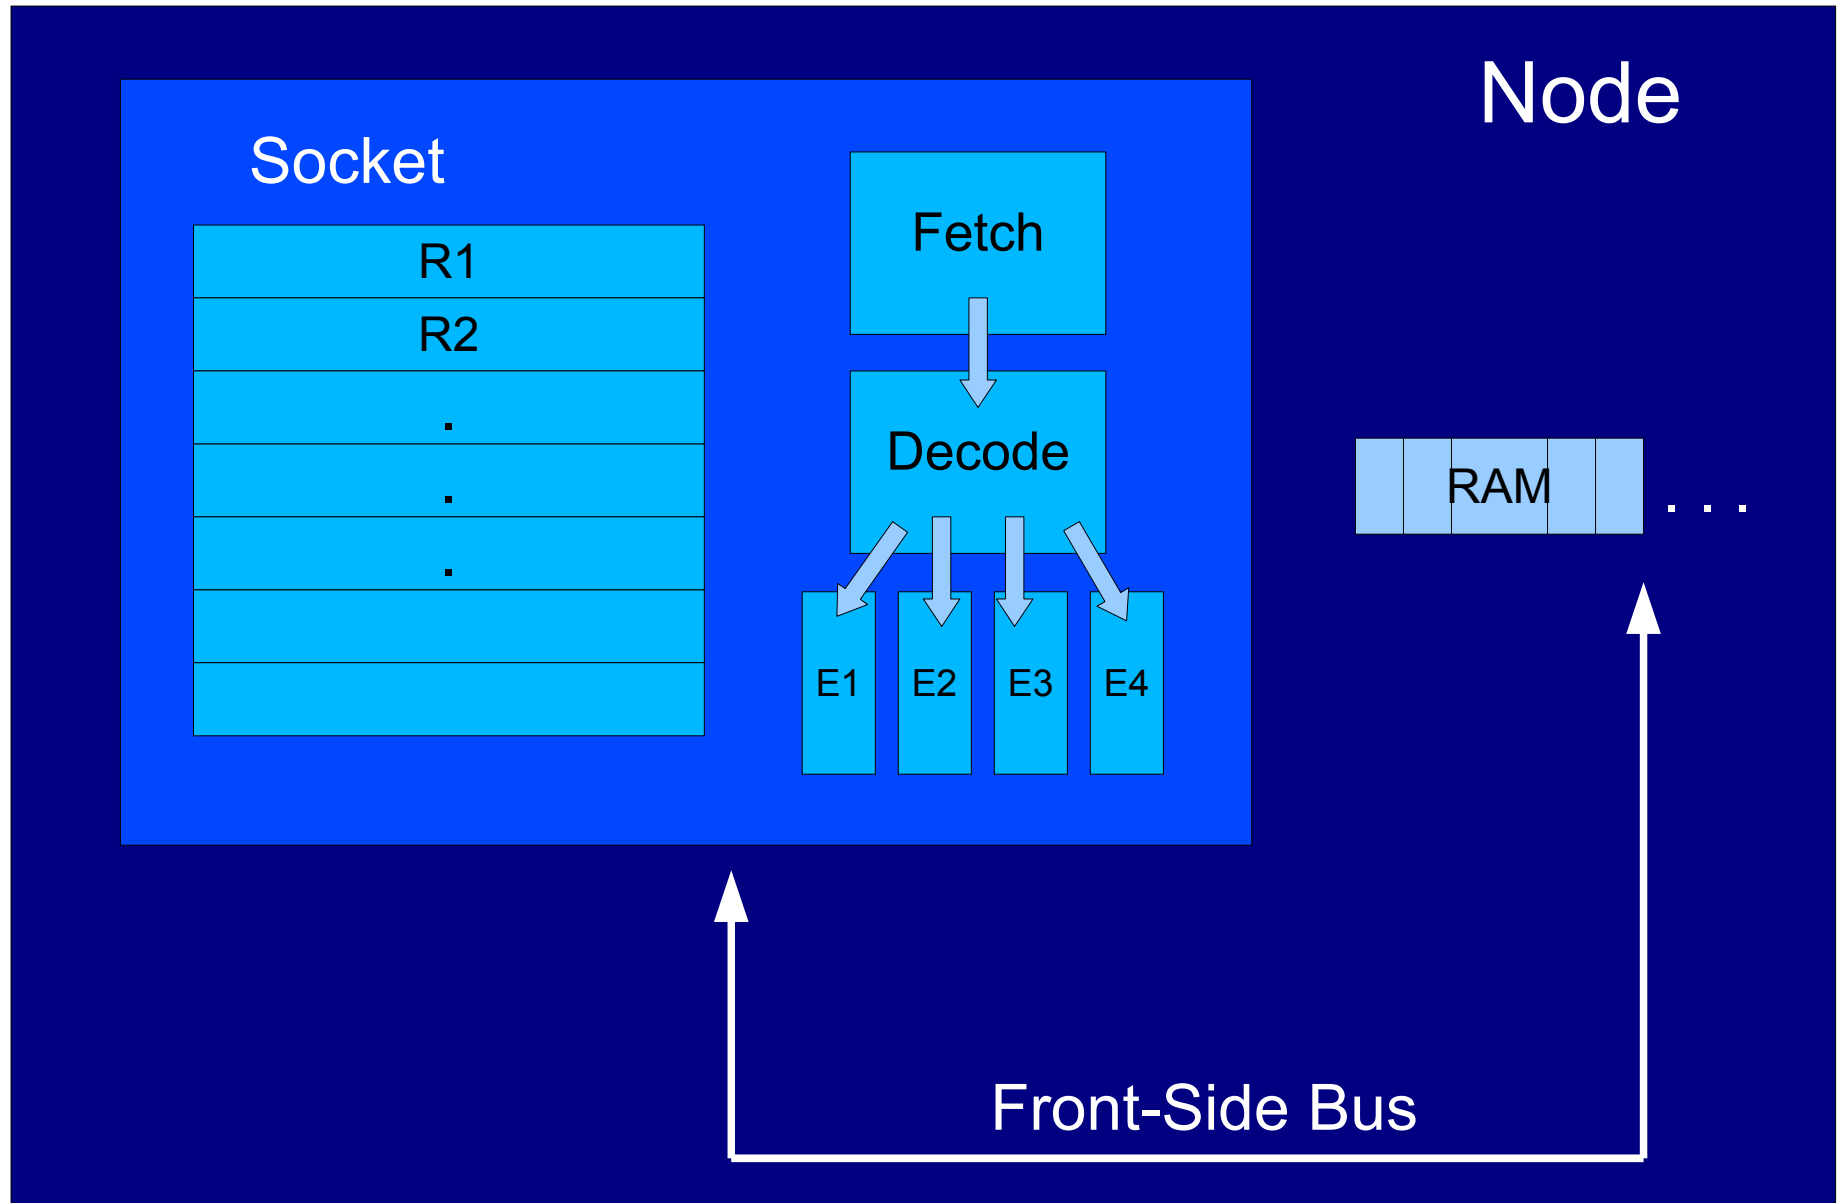 Node
Socket
R1
R2
.
.
.
Fetch
Decode
E1 E2 E3 E4
RAM . . .
Front-Side Bus